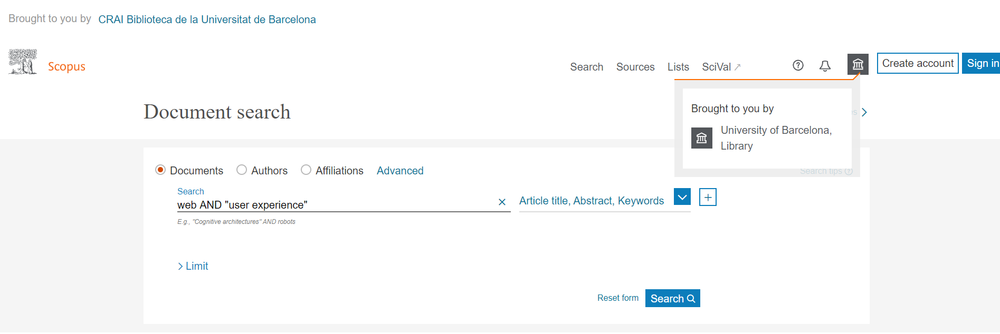 Brought to you by CRAI Biblioteca de la Universitat de Barcelona
Scopus
Search Sources Lists SciVal ↗
Create account Sign in
Document search
Brought to you by
University of Barcelona,
Library
Documents Authors Affiliations Advanced
Search tips
Search
web AND "user experience"
Article title, Abstract, Keywords
E.g., "Cognitive architectures" AND robots
Limit
Reset form Search